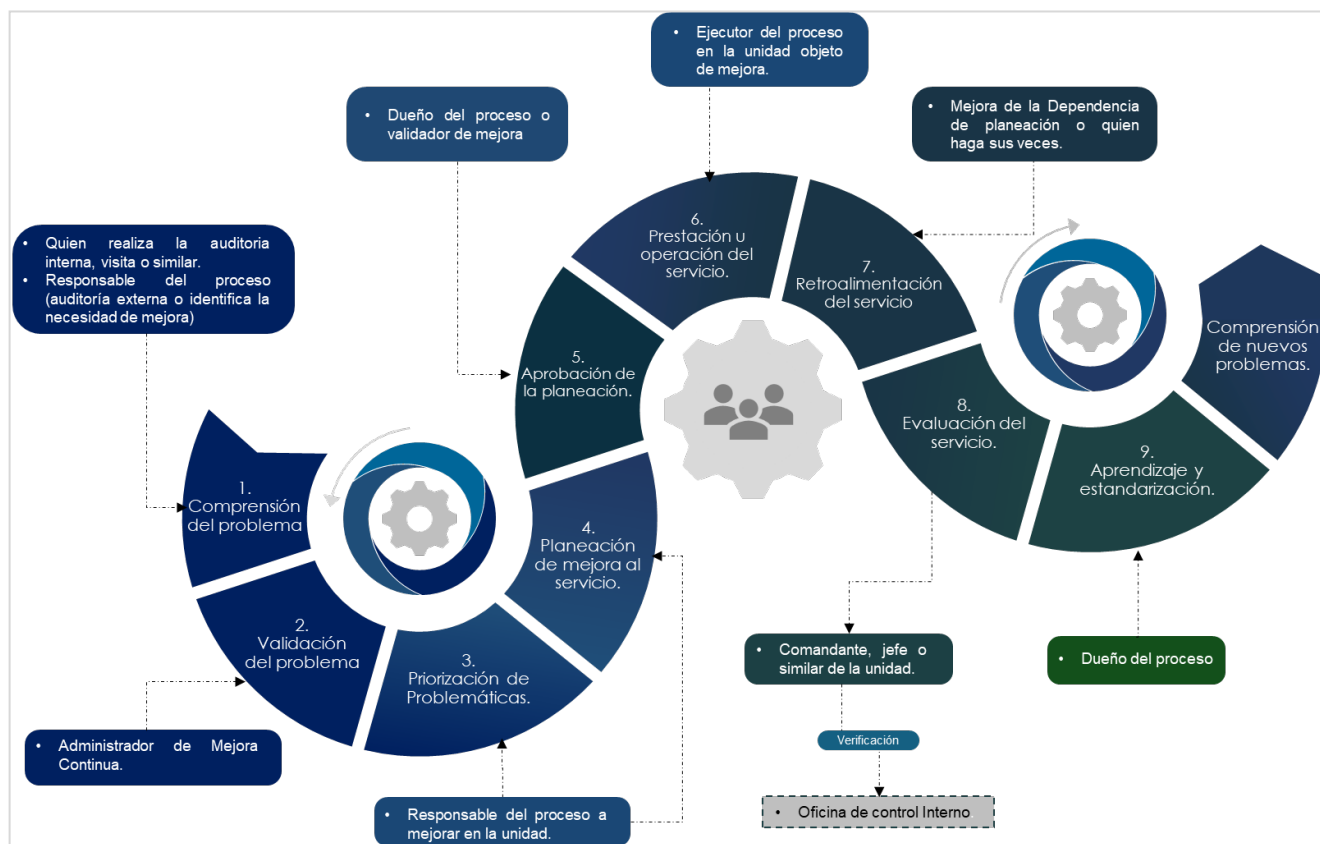 • Ejecutor del proceso
en la unidad objeto
de mejora.
• Dueño del proceso o
validador de mejora
• Mejora de la Dependencia
de planeación o quien
haga sus veces.
• Quien realiza la auditoria
interna, visita o similar.
• Responsable del proceso
(auditoría externa o identifica la
necesidad de mejora)
1.
Comprensión
del problema
2.
Validación
del problema
3.
Priorización de
Problemáticas.
4.
Planeación
de mejora al
servicio.
5.
Aprobación de
la planeación.
6.
Prestación u
operación del
servicio.
7.
Retroalimentación
del servicio
8.
Evaluación del
servicio.
9.
Aprendizaje y
estandarización.
Comprensión
de nuevos
problemas.
• Administrador de Mejora
Continua.
• Responsable del proceso a
mejorar en la unidad.
• Comandante, jefe o
similar de la unidad.
Verificación
• Oficina de control Interno.
• Dueño del proceso